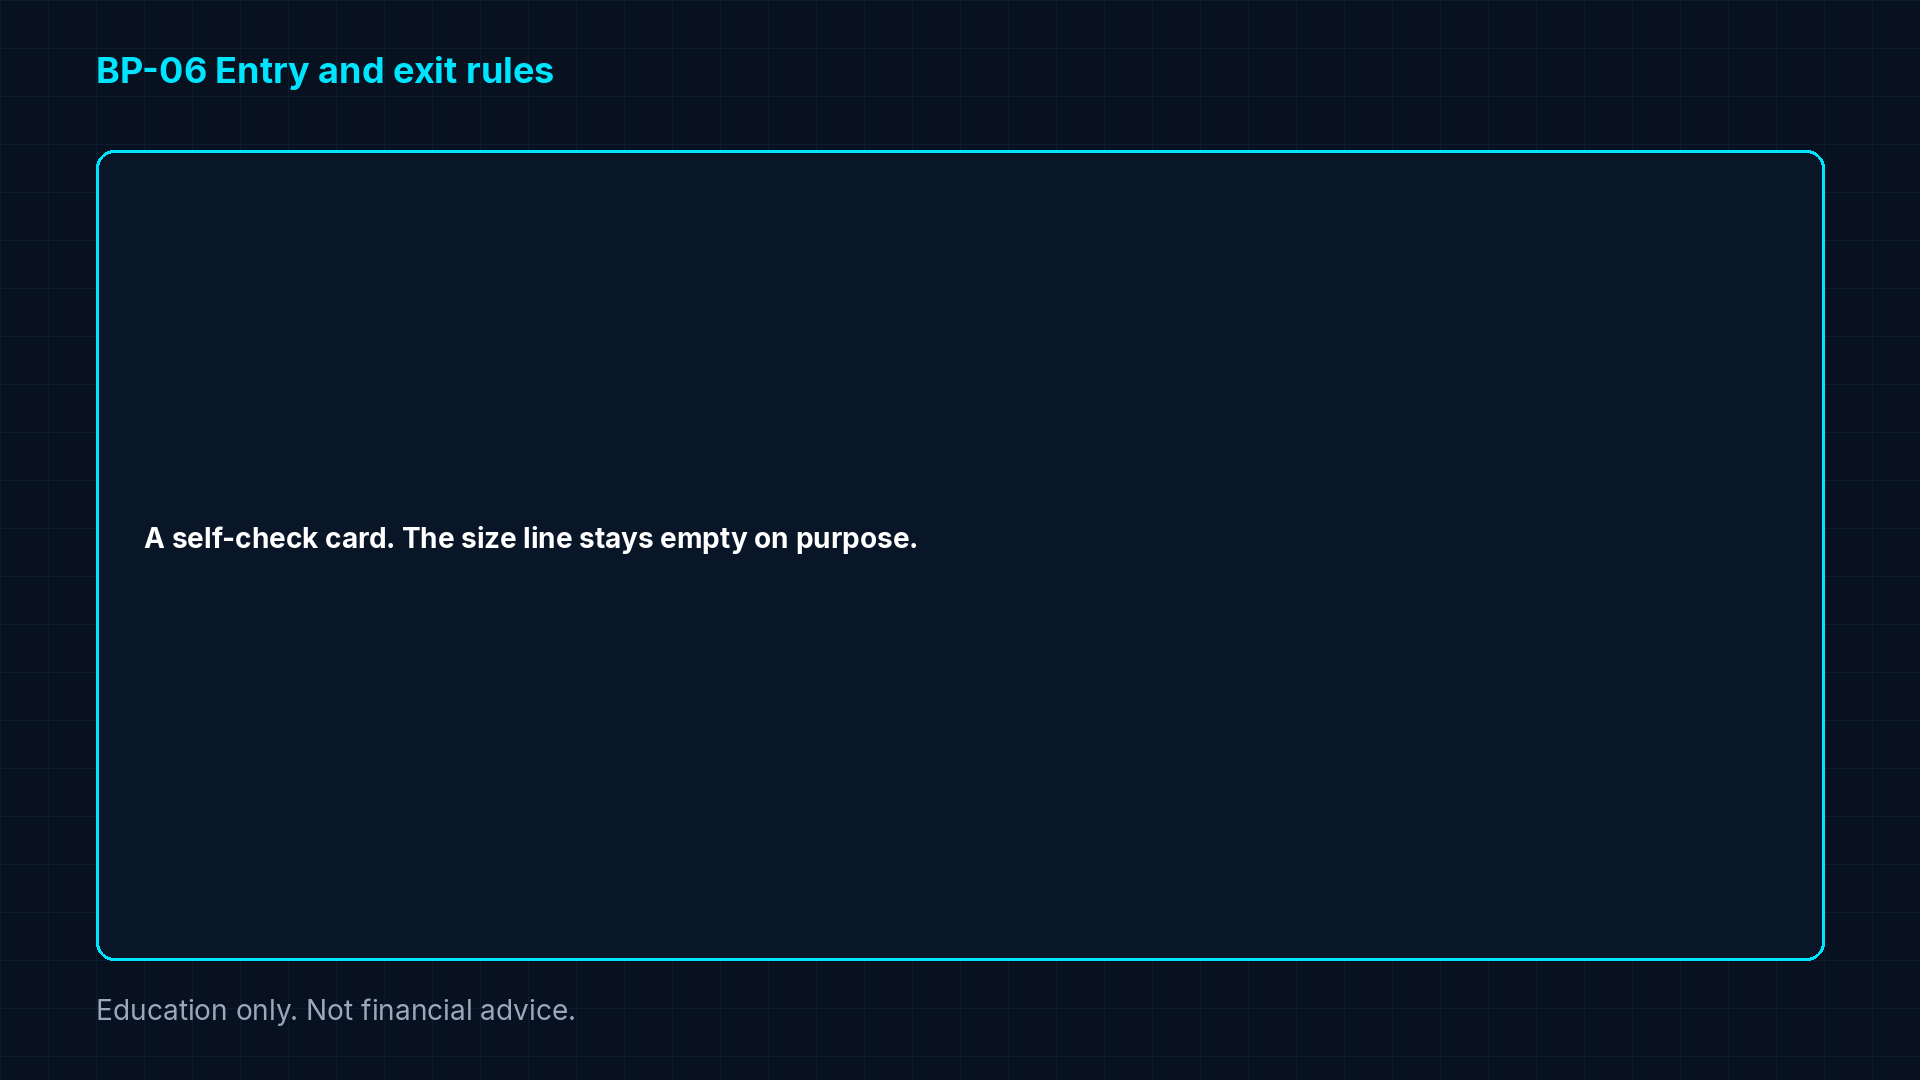 BP-06 Entry and exit rules
A self-check card. The size line stays empty on purpose.
Education only. Not financial advice.